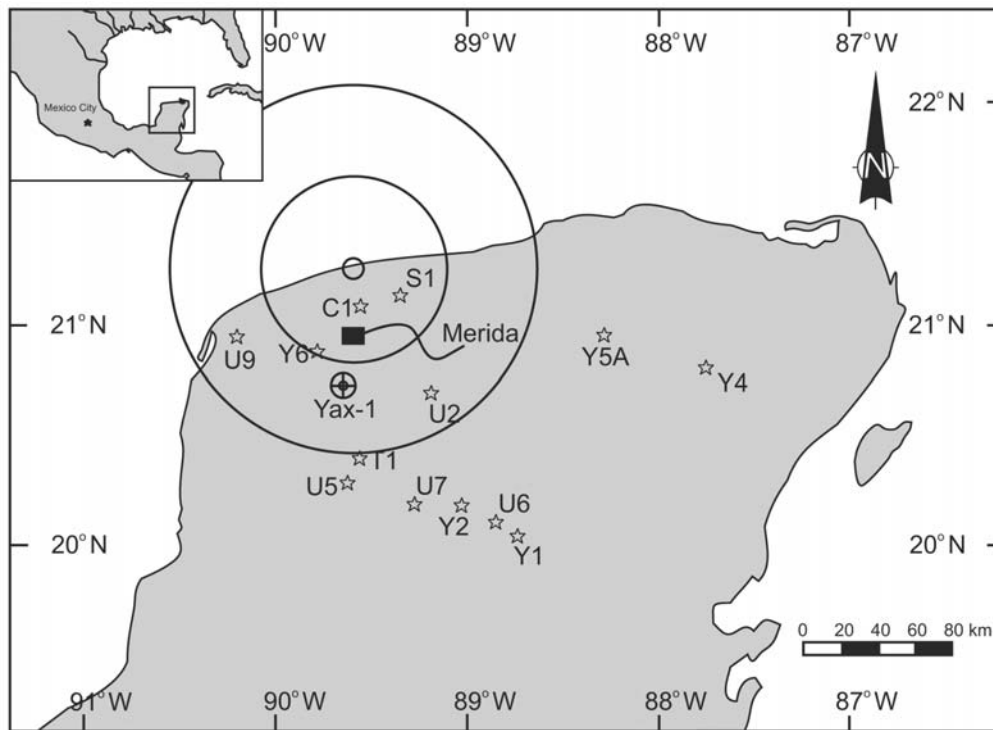 90°W
89°W
88°W
87°W
Mexico City
22°N
N
S1
C1
21°N
21°N
Merida
U9
Y6
Y5A
Y4
Yax-1
U2
T1
U5
U7
U6
Y2
Y1
20°N
20°N
0 20 40 60 80 km
91°W
90°W
89°W
88°W
87°W